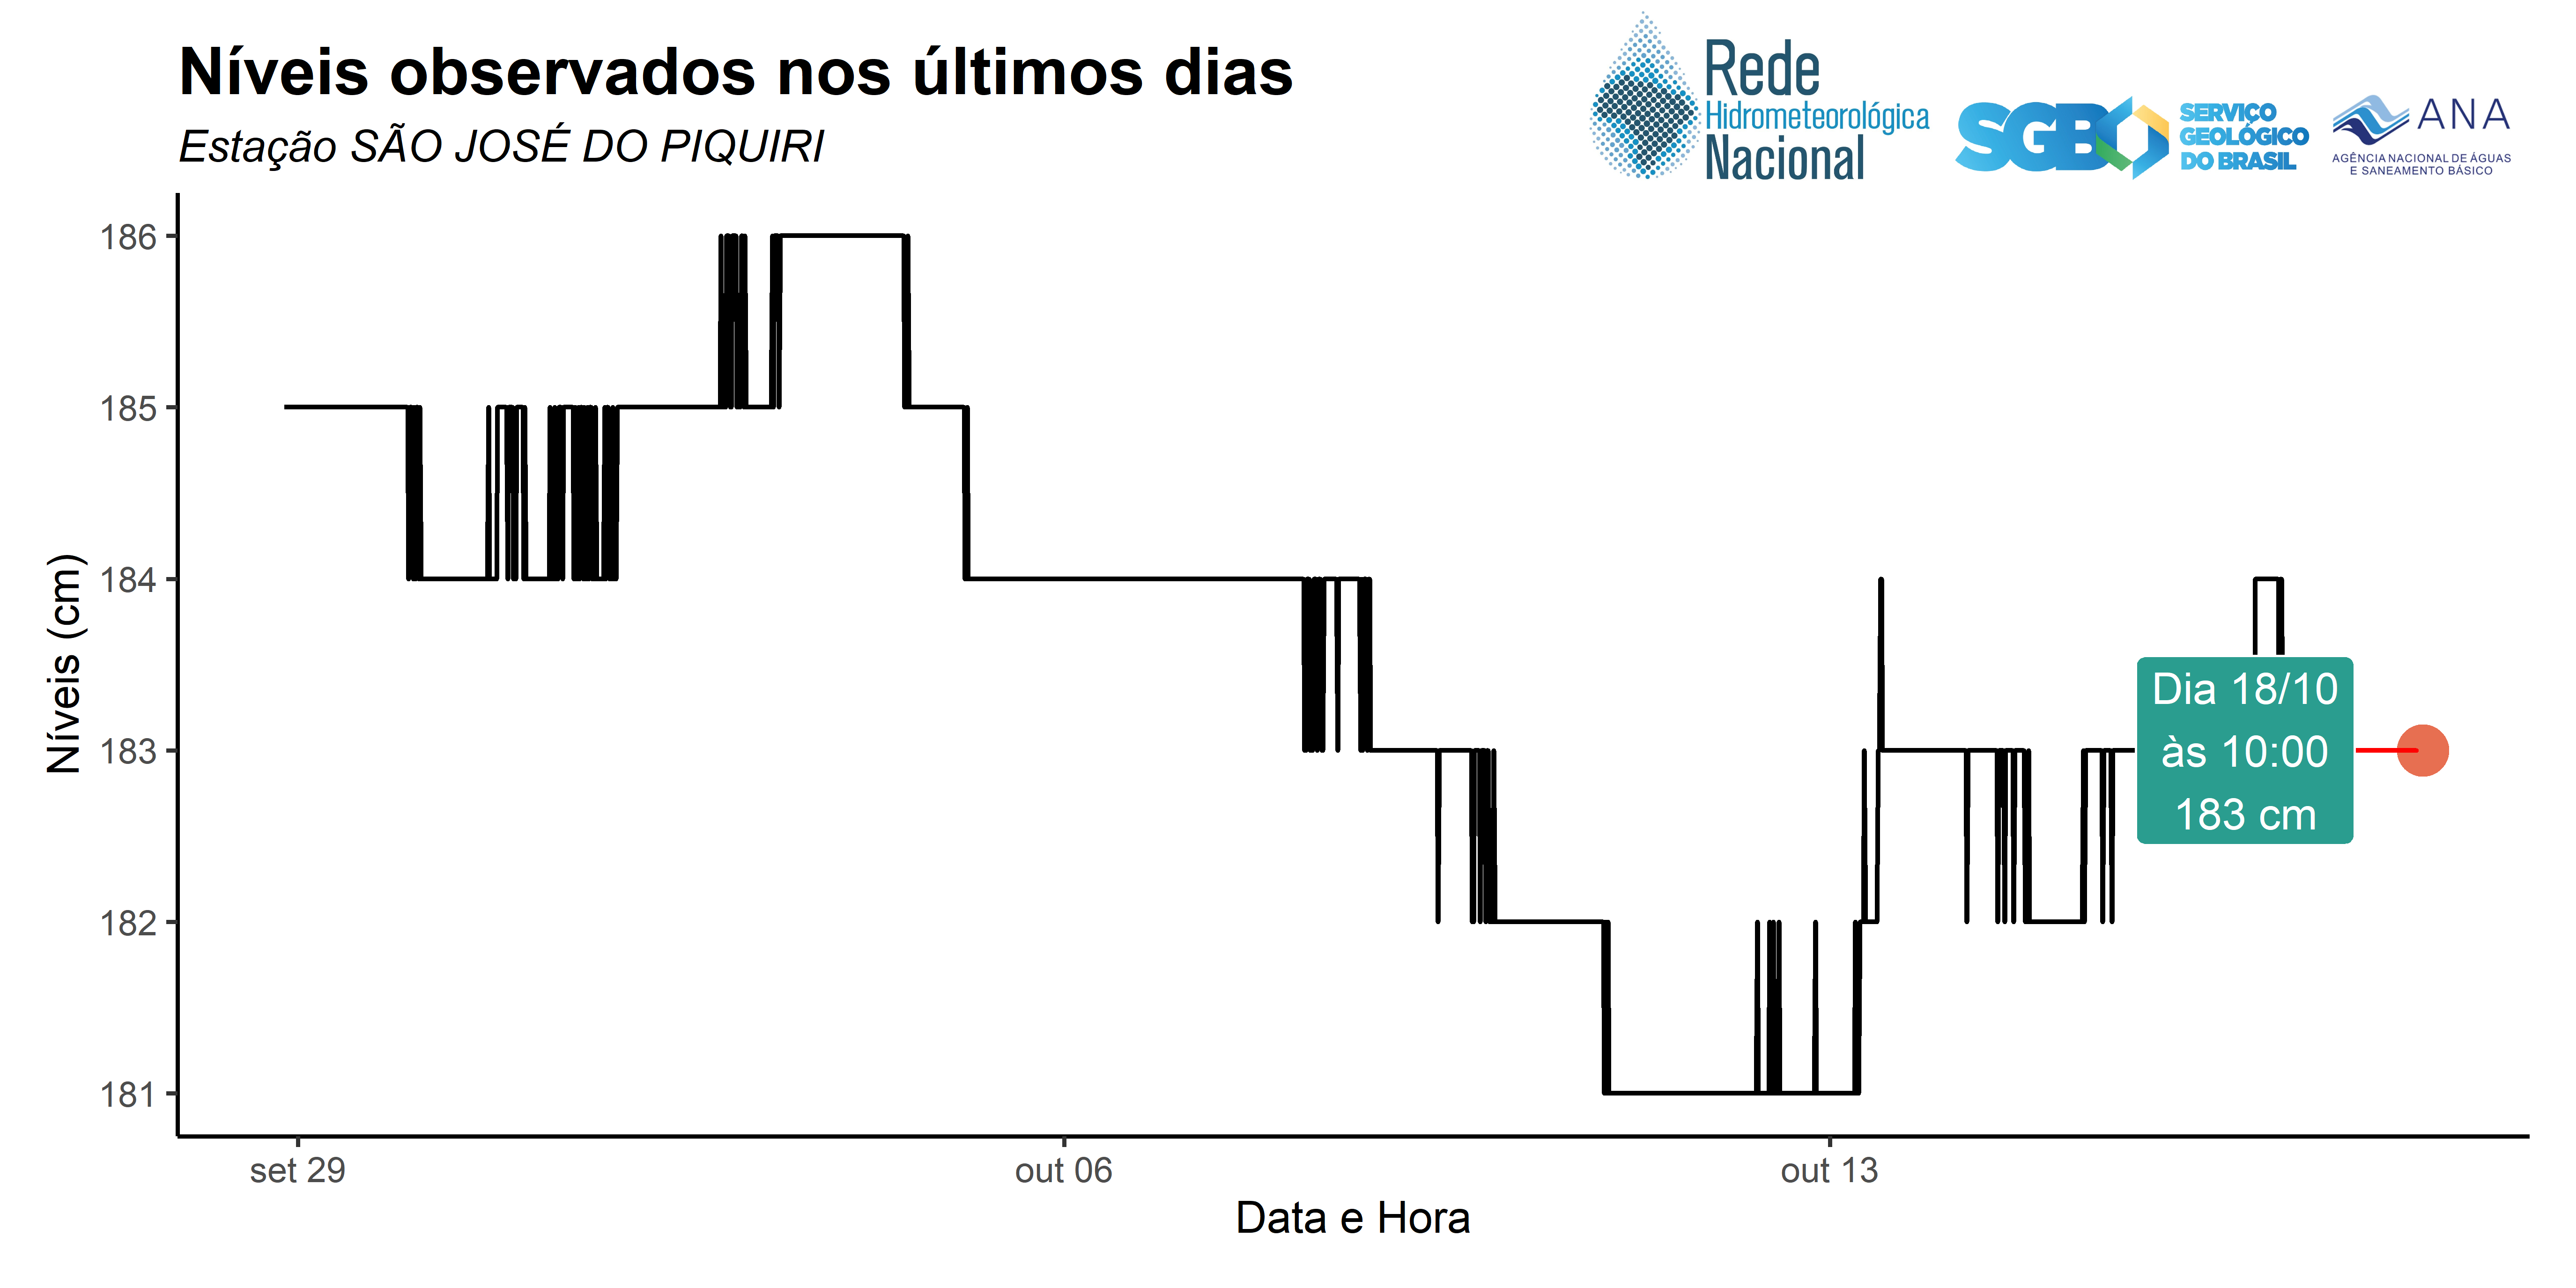 Níveis observados nos últimos dias
Estação SÃO JOSÉ DO PIQUIRI
Rede
Hidrometeorológica
Nacional
SGB
SERVIÇO
GEOLÓGICO
DO BRASIL
ANA
AGÊNCIA NACIONAL DE ÁGUAS
E SANEAMENTO BÁSICO
Níveis (cm)
186
185
184
183
182
181
Dia 18/10
às 10:00
183 cm
set 29
out 06
out 13
Data e Hora